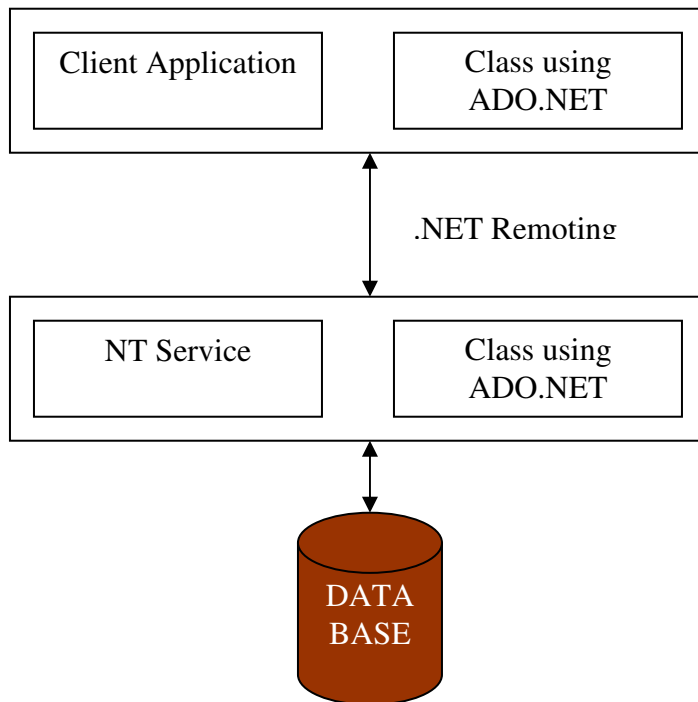 Client Application
Class using
ADO.NET
.NET Remoting
NT Service
Class using
ADO.NET
DATA
BASE